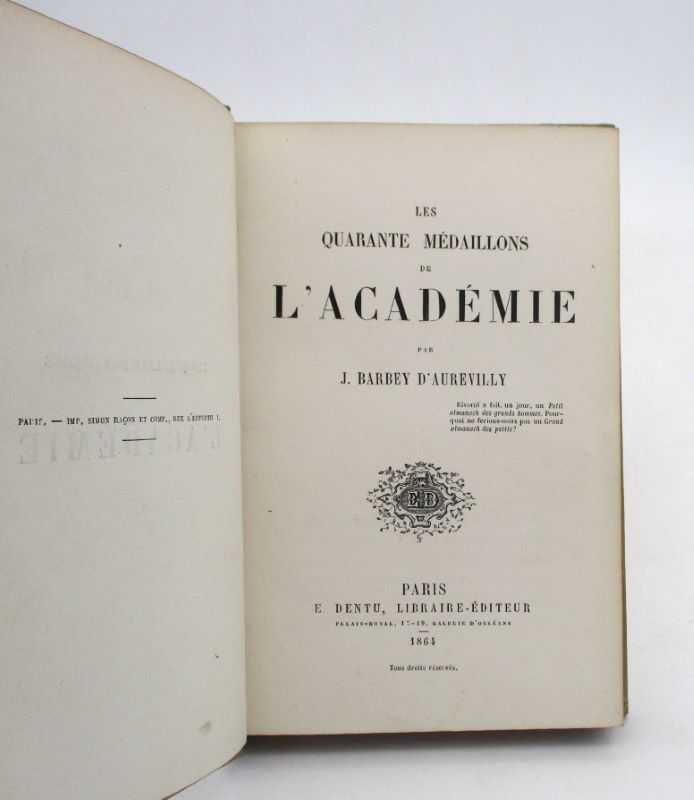 PARIS, — IMP. SIMON RAÇON ET COMP., RUE D'ERFURTH 1.
LES
QUARANTE MÉDAILLONS
DE
L'ACADÉMIE
PAR
J. BARBEY D'AUREVILLY
Rivarol a fait, un jour, un Petit
almanach des grands hommes. Pour-
quoi ne ferions-nous pas un Grand
almanach des petits?
ED
PARIS
E. DENTU, LIBRAIRE-ÉDITEUR
PALAIS-ROYAL, 17-19, GALERIE D'ORLÉANS
1864
Tous droits réservés.